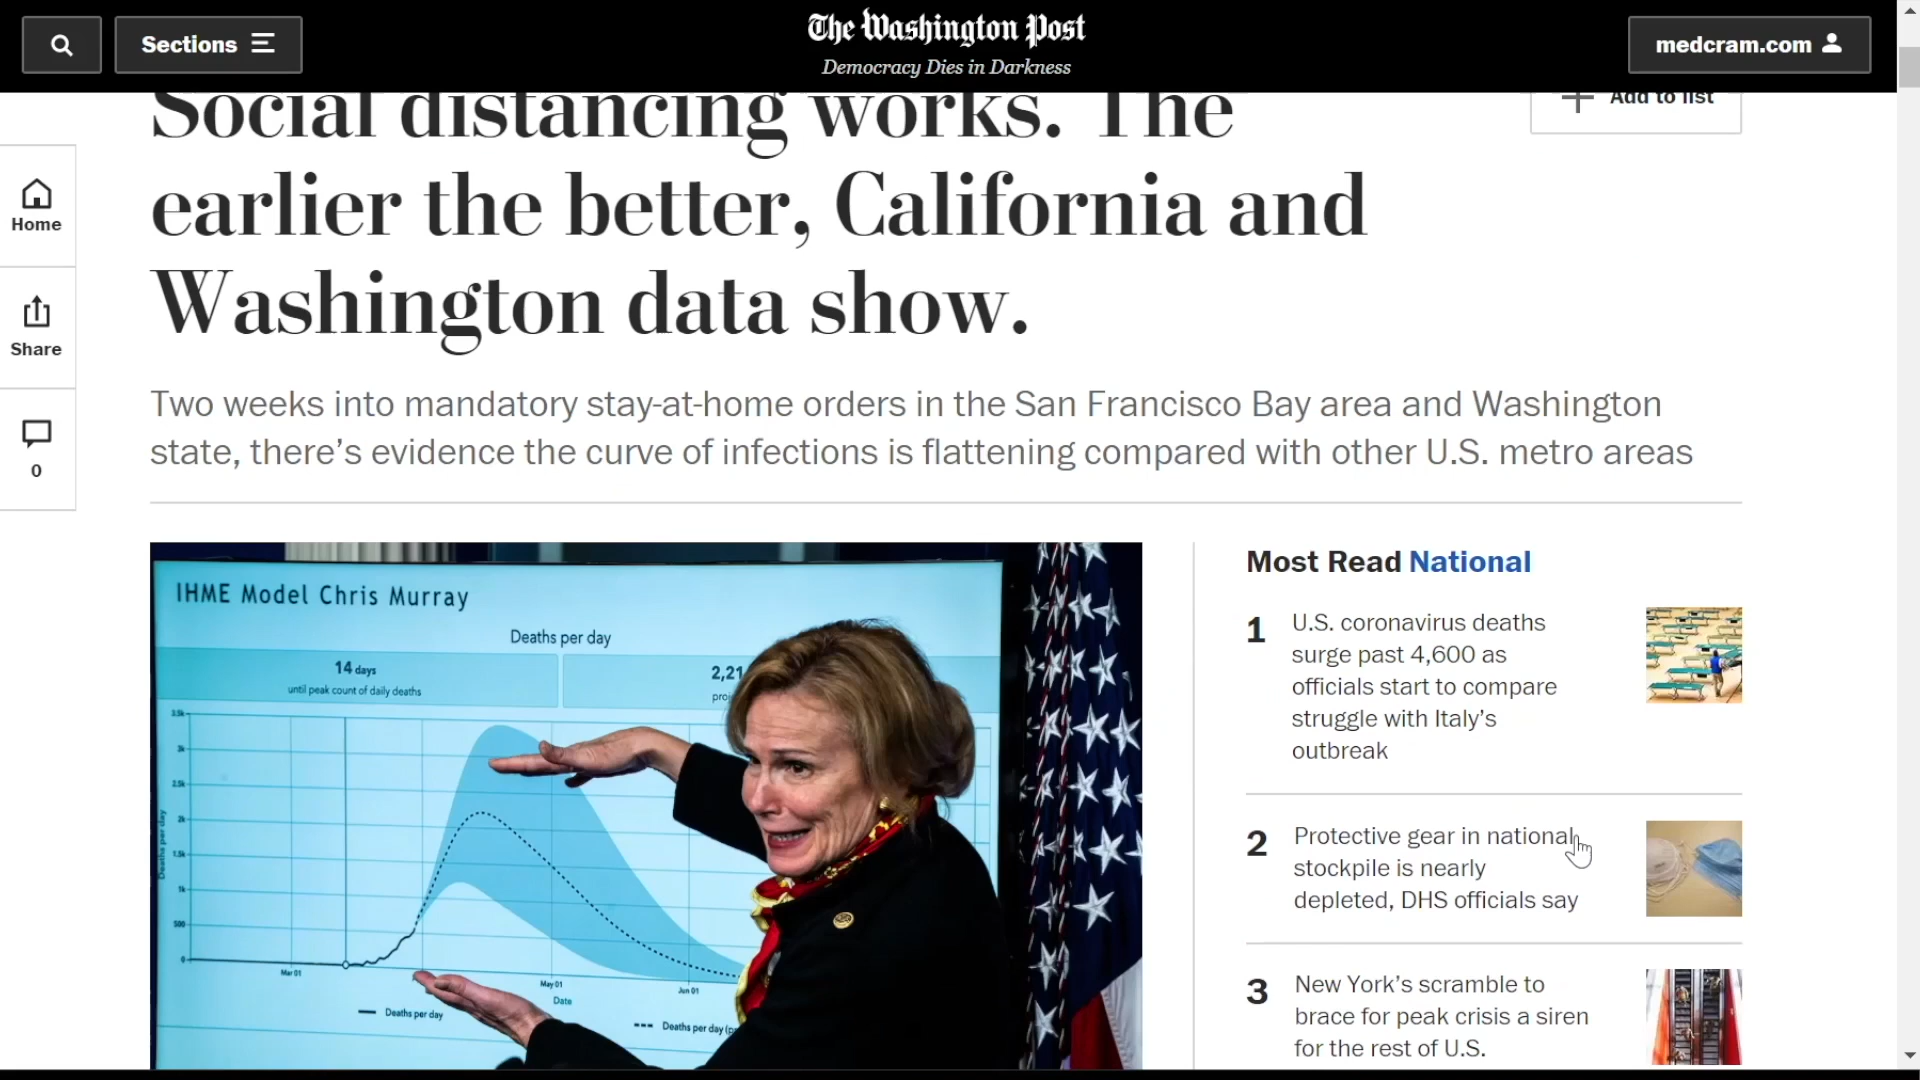 Sections
The Washington Post
Democracy Dies in Darkness
medcram.com
Social distancing works. The
earlier the better, California and
Washington data show.
Add to list
Home
Share
0
Two weeks into mandatory stay-at-home orders in the San Francisco Bay area and Washington
state, there’s evidence the curve of infections is flattening compared with other U.S. metro areas
IHME Model Chris Murray
Deaths per day
14 days
until peak count of daily deaths
2,21
3.5k
3k
2.5k
2k
1.5k
1k
500
0
Deaths per day
Mar 01
May 01
Jun 01
Date
Deaths per day
Deaths per day
Most Read National
1
U.S. coronavirus deaths
surge past 4,600 as
officials start to compare
struggle with Italy’s
outbreak
2
Protective gear in national
stockpile is nearly
depleted, DHS officials say
3
New York’s scramble to
brace for peak crisis a siren
for the rest of U.S.